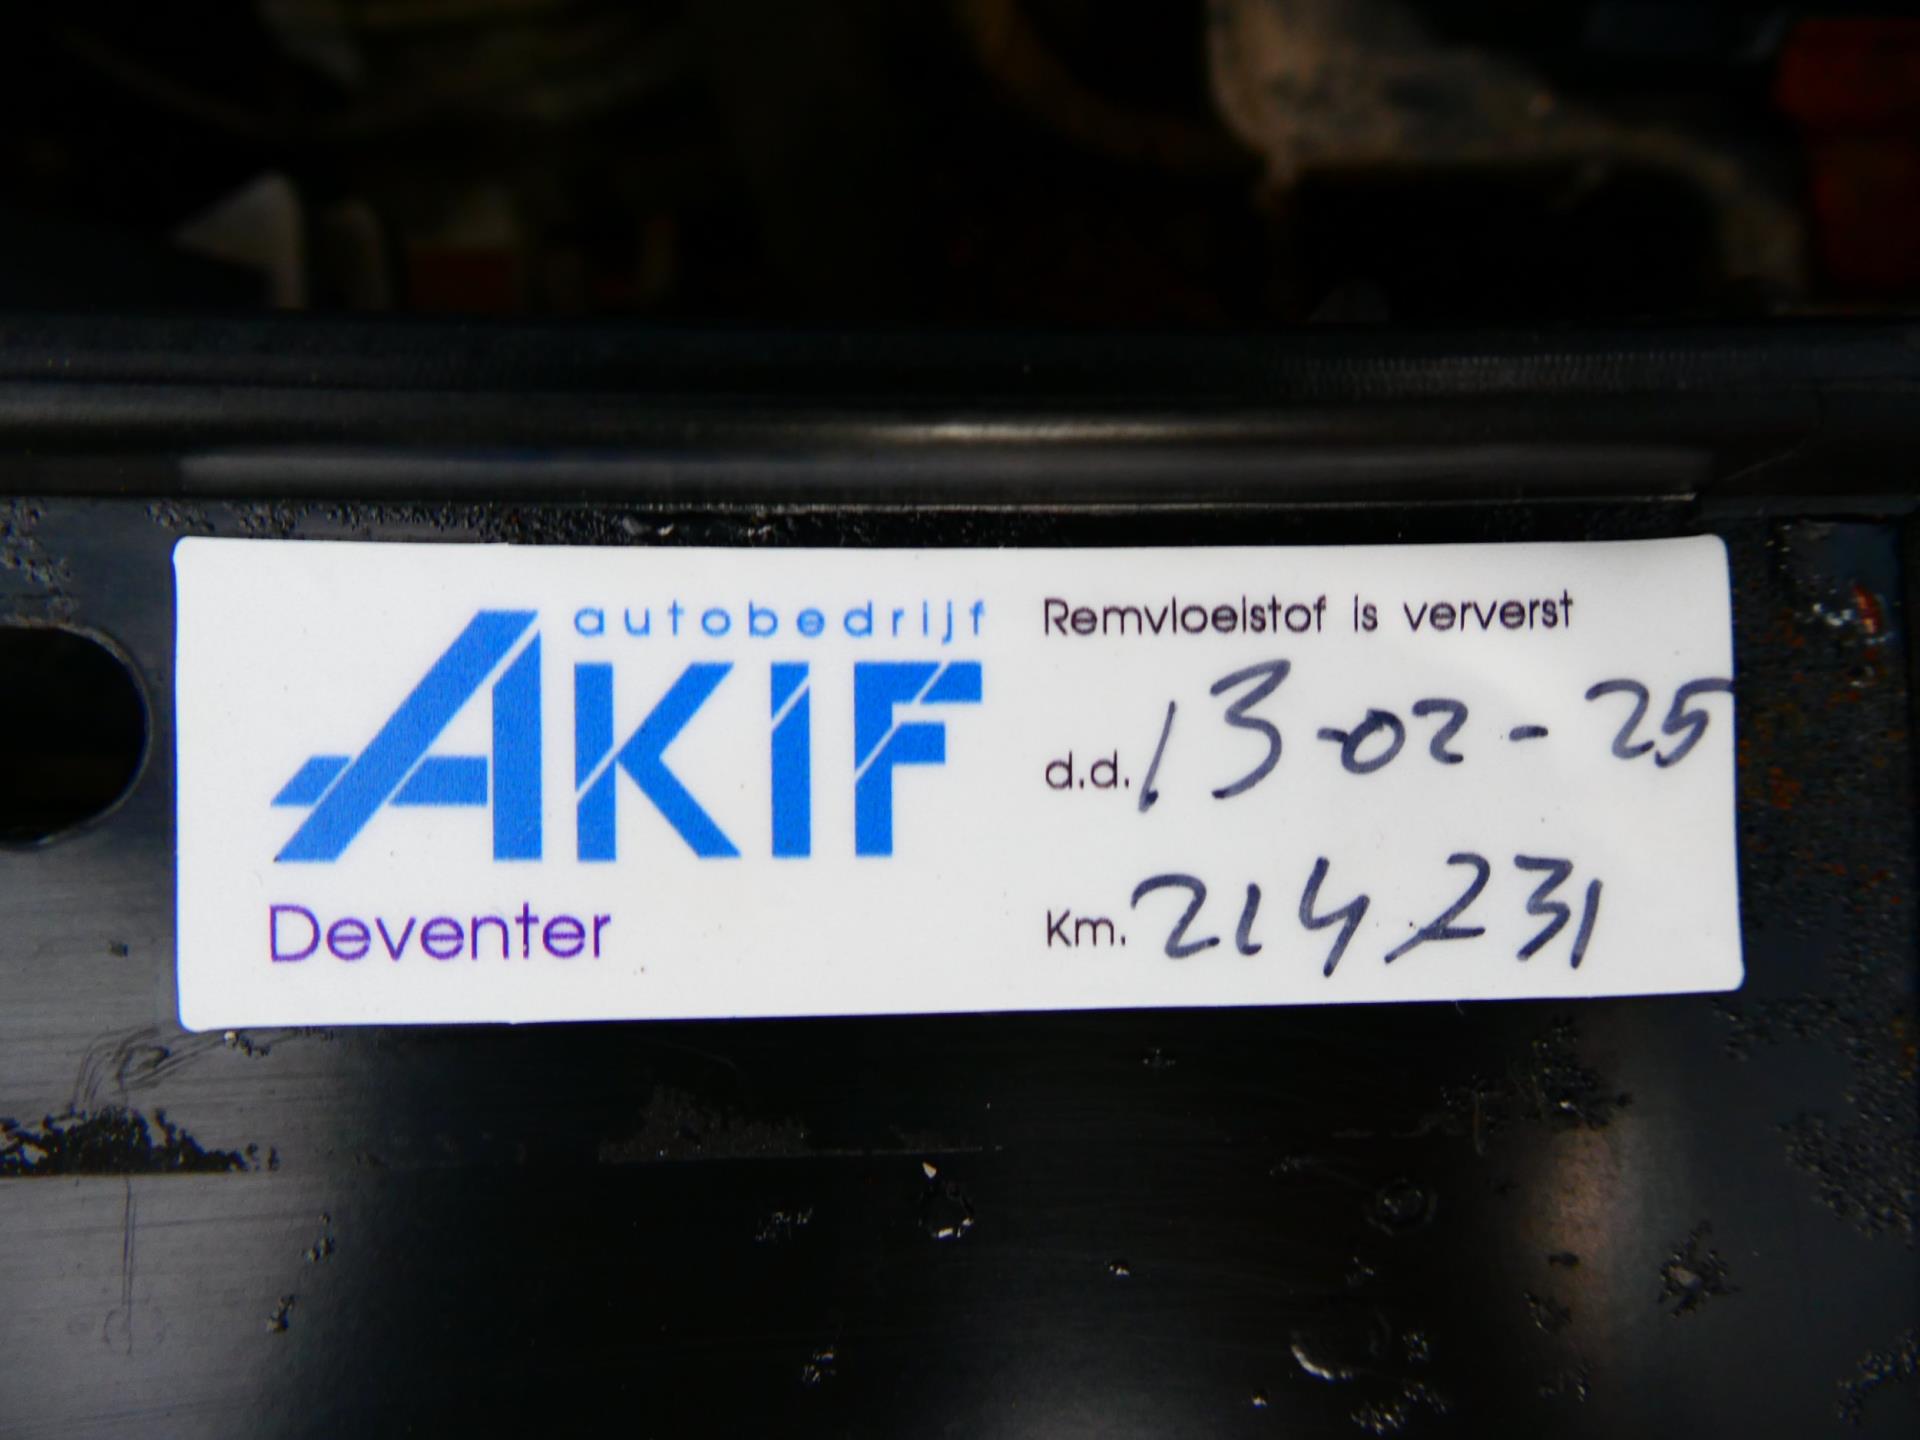 autobedrijf
AKIF
Deventer
Remvloeistof is ververst
d.d. 13-02-25
Km. 214231